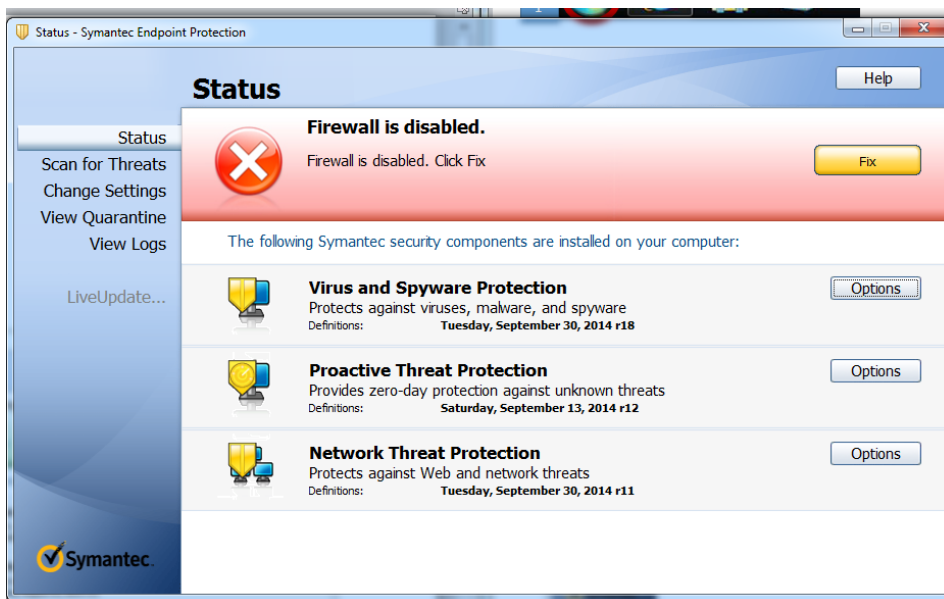 Status - Symantec Endpoint Protection
Status
Help
Status
Scan for Threats
Change Settings
View Quarantine
View Logs
LiveUpdate...
Firewall is disabled.
Firewall is disabled. Click Fix
Fix
The following Symantec security components are installed on your computer:
Virus and Spyware Protection
Options
Protects against viruses, malware, and spyware
Definitions: Tuesday, September 30, 2014 r18
Proactive Threat Protection
Options
Provides zero-day protection against unknown threats
Definitions: Saturday, September 13, 2014 r12
Network Threat Protection
Options
Protects against Web and network threats
Definitions: Tuesday, September 30, 2014 r11
Symantec.